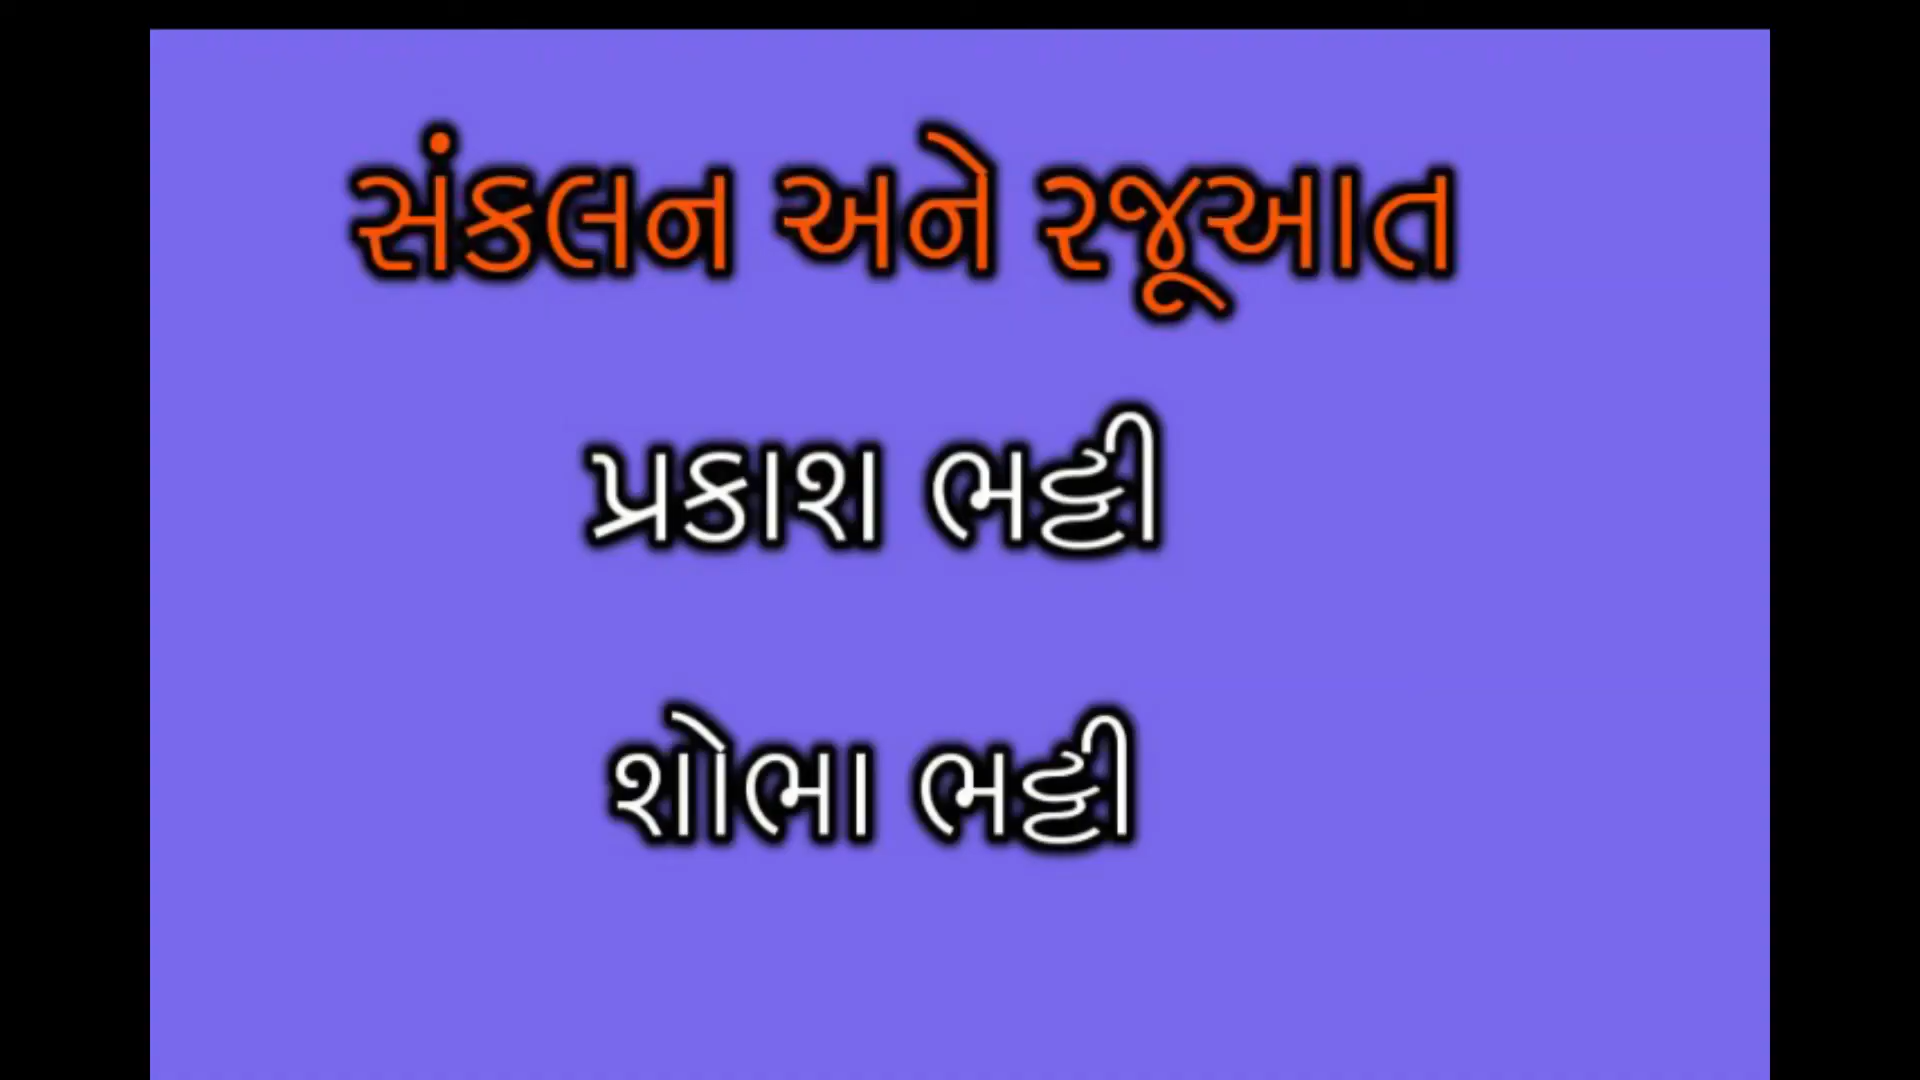 સંકલન અને રજૂઆત
પ્રકાશ ભટ્ટી
શોભા ભટ્ટી